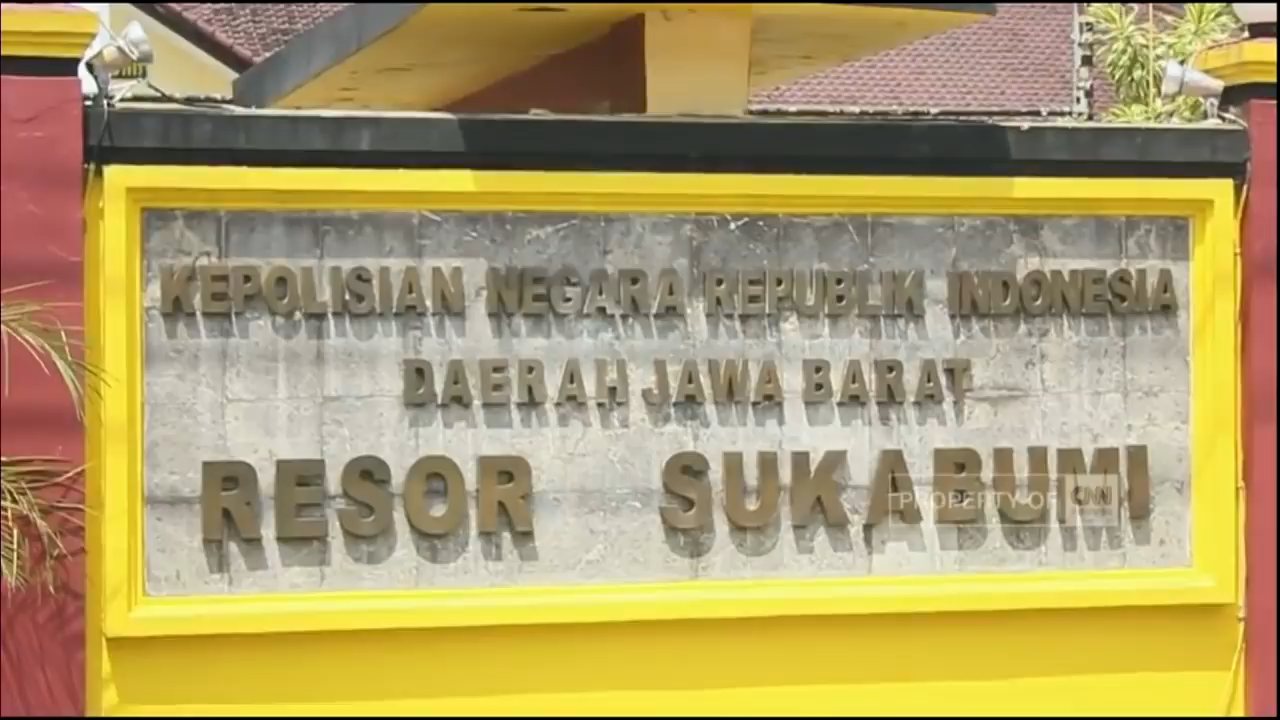 KEPOLISIAN NEGARA REPUBLIK INDONESIA
DAERAH JAWA BARAT
RESOR SUKABUMI
PROPERTY OF CNN